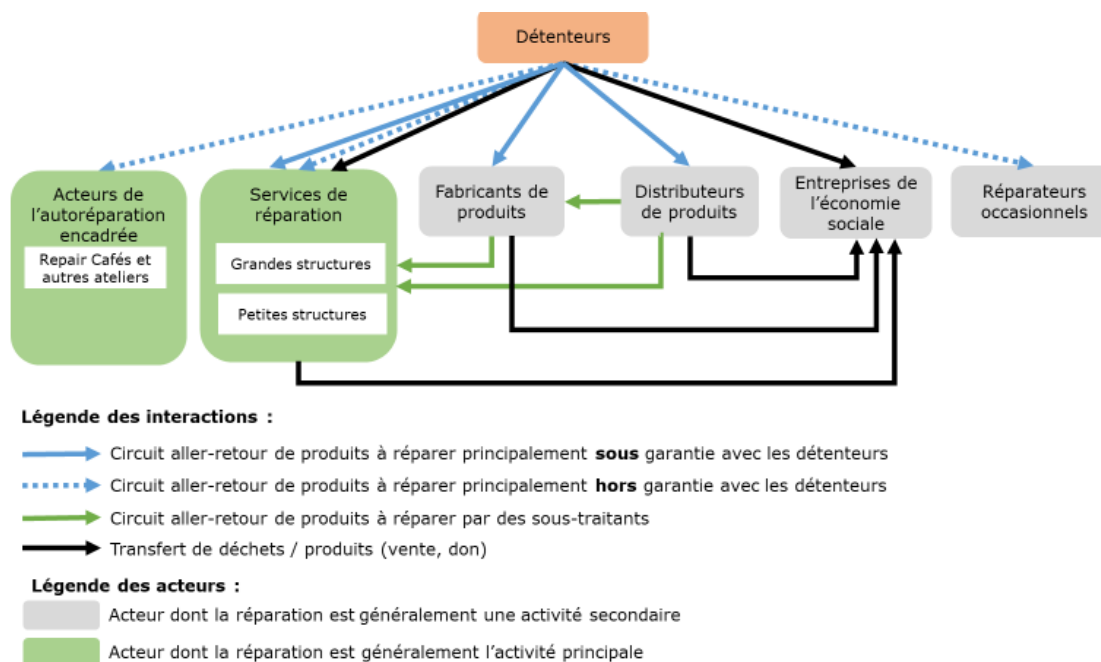 Détenteurs
Acteurs de
l'autoréparation
encadrée
Repair Cafés et
autres ateliers
Services de
réparation
Grandes structures
Petites structures
Fabricants de
produits
Distributeurs
de produits
Entreprises de
l'économie
sociale
Réparateurs
occasionnels
Légende des interactions :
Circuit aller-retour de produits à réparer principalement sous garantie avec les détenteurs
Circuit aller-retour de produits à réparer principalement hors garantie avec les détenteurs
Circuit aller-retour de produits à réparer par des sous-traitants
Transfert de déchets / produits (vente, don)
Légende des acteurs :
Acteur dont la réparation est généralement une activité secondaire
Acteur dont la réparation est généralement l'activité principale